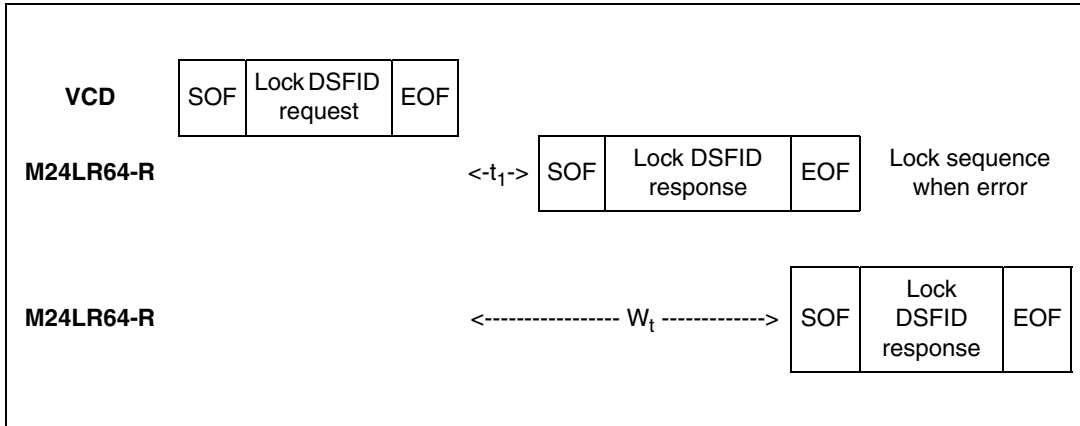 VCD SOF Lock DSFID request EOF
M24LR64-R <-t1-> SOF Lock DSFID response EOF Lock sequence when error
M24LR64-R <----------------- Wt -------------> SOF Lock DSFID response EOF